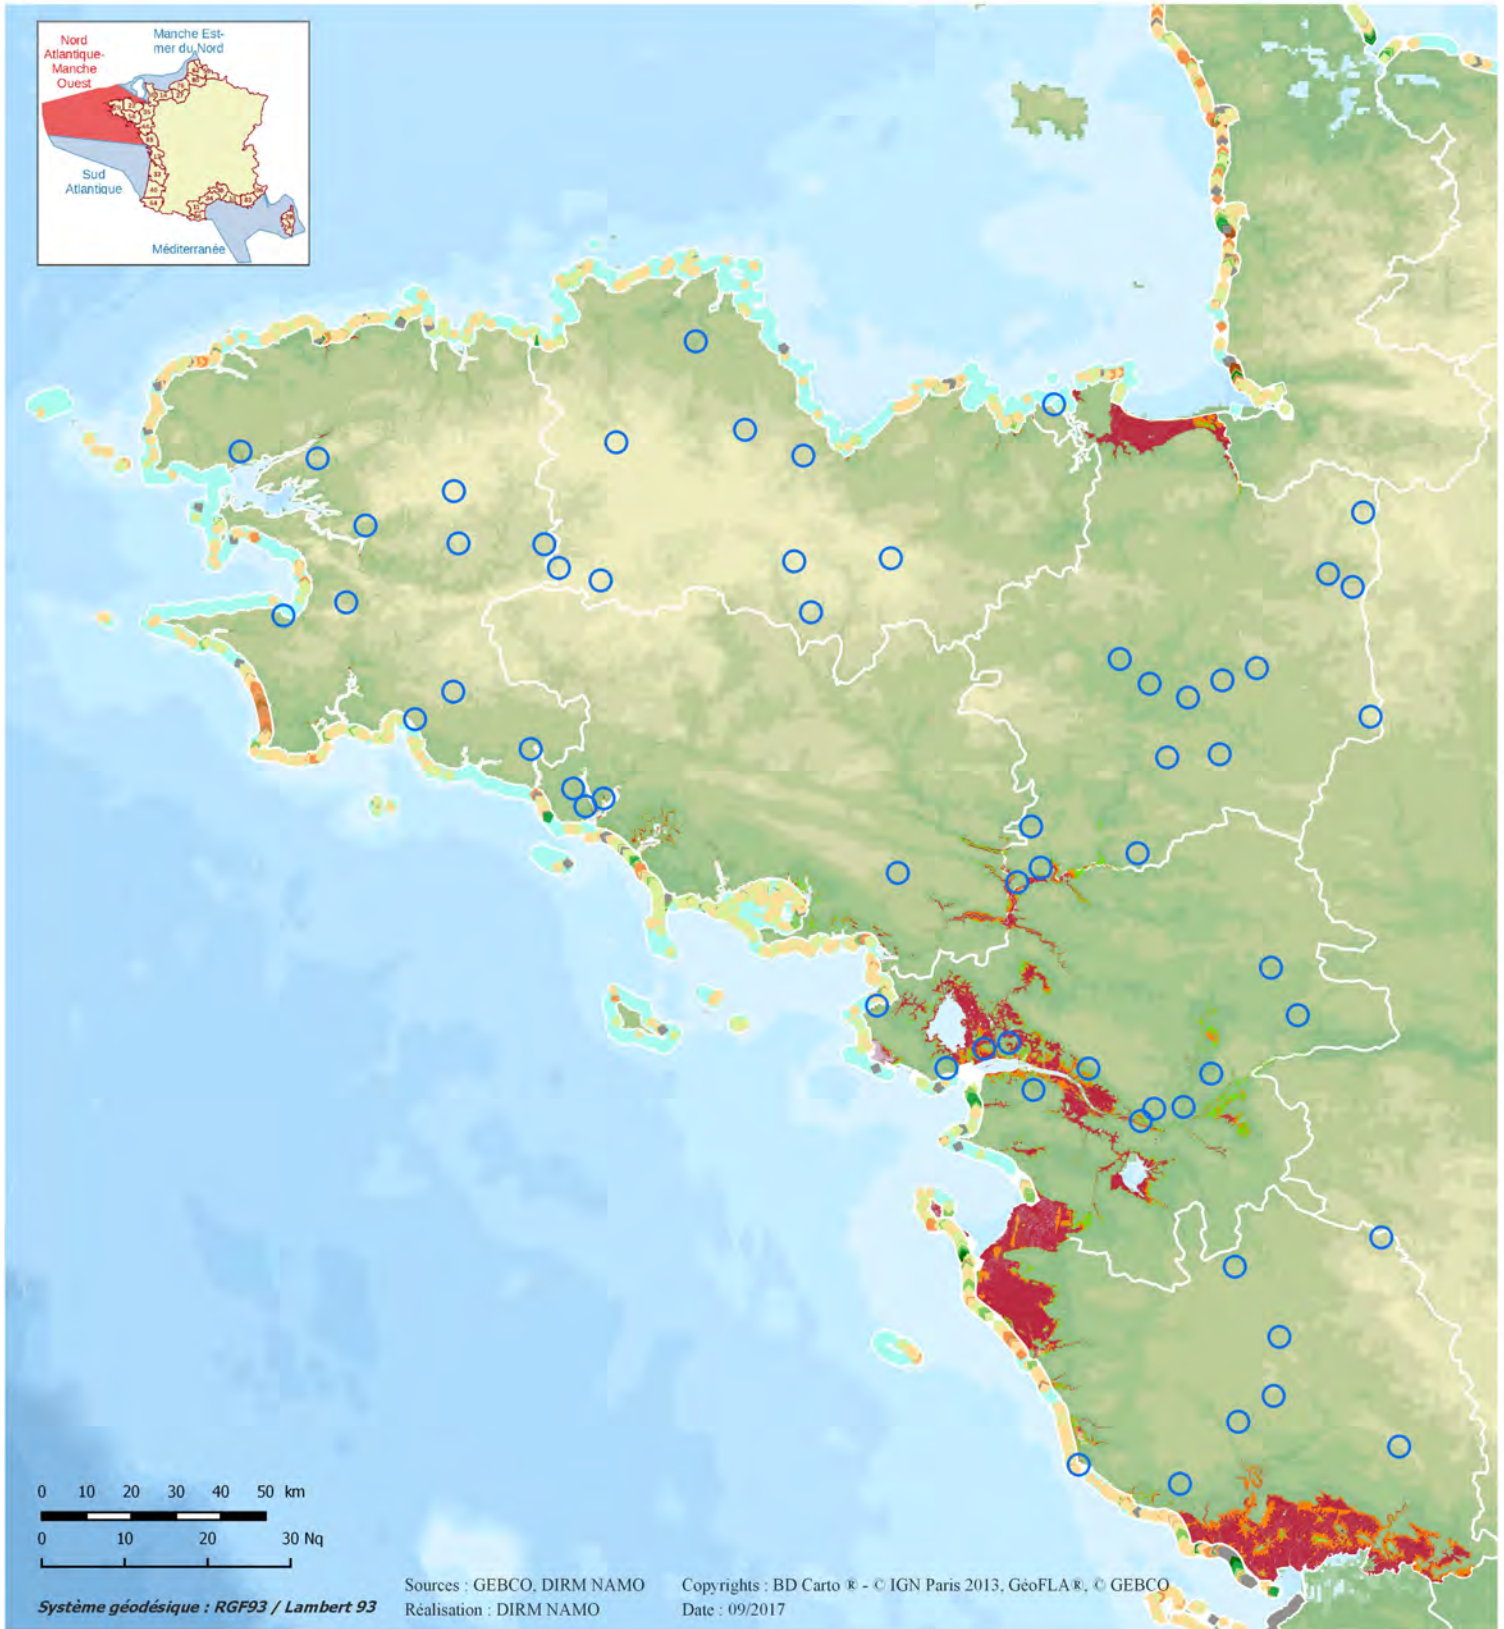 Nord
Atlantique-
Manche
Ouest
Manche Est-
mer du Nord
Sud
Atlantique
Méditerranée
0 10 20 30 40 50 km
0 10 20 30 Nq
Système géodésique : RGF93 / Lambert 93
Sources : GEBCO, DIRM NAMO
Réalisation : DIRM NAMO
Copyrights : BD Carto ® - © IGN Paris 2013, GéoFLA®, © GEBCO
Date : 09/2017